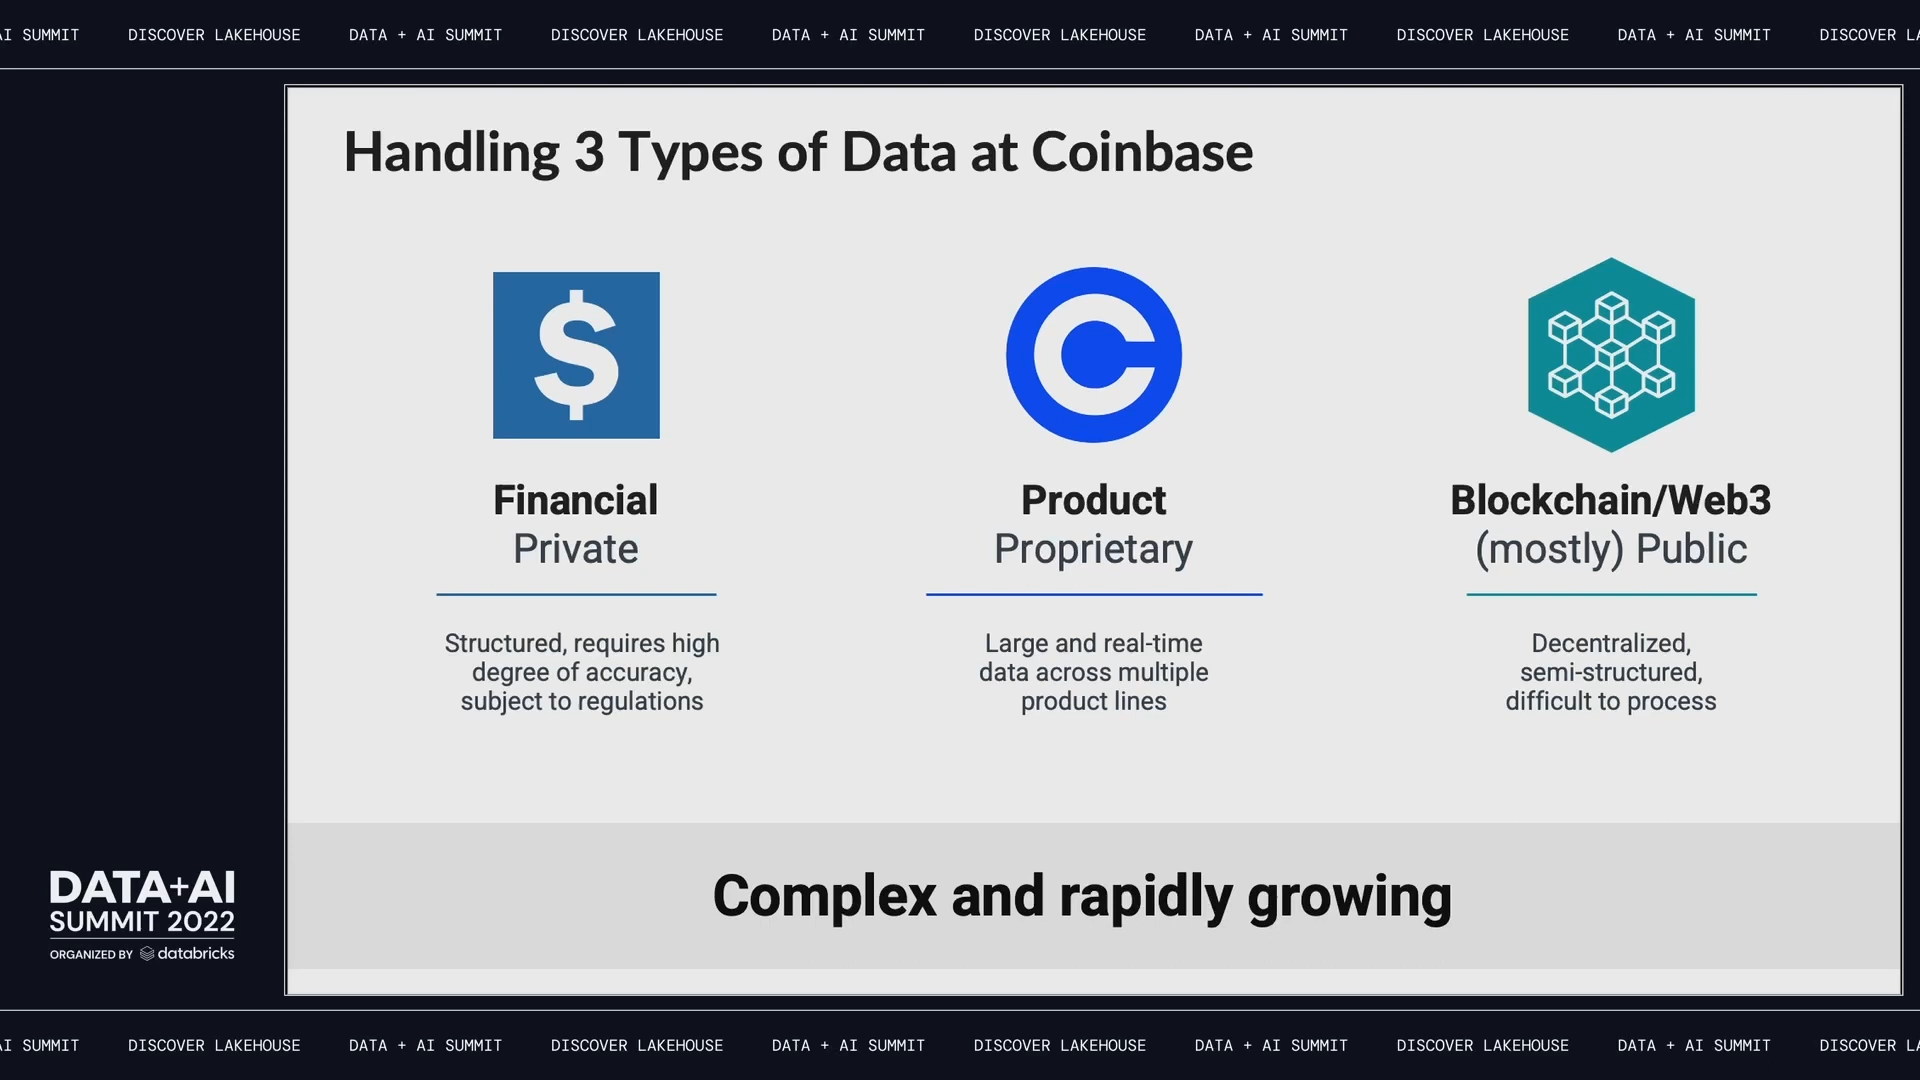 AI SUMMIT DISCOVER LAKEHOUSE DATA + AI SUMMIT DISCOVER LAKEHOUSE DATA + AI SUMMIT DISCOVER LAKEHOUSE DATA + AI SUMMIT DISCOVER LAKEHOUSE DATA + AI SUMMIT DISCOVER LA
Handling 3 Types of Data at Coinbase
Financial
Private
Structured, requires high
degree of accuracy,
subject to regulations
Product
Proprietary
Large and real-time
data across multiple
product lines
Blockchain/Web3
(mostly) Public
Decentralized,
semi-structured,
difficult to process
Complex and rapidly growing
DATA+AI
SUMMIT 2022
ORGANIZED BY databricks
AI SUMMIT DISCOVER LAKEHOUSE DATA + AI SUMMIT DISCOVER LAKEHOUSE DATA + AI SUMMIT DISCOVER LAKEHOUSE DATA + AI SUMMIT DISCOVER LAKEHOUSE DATA + AI SUMMIT DISCOVER LA